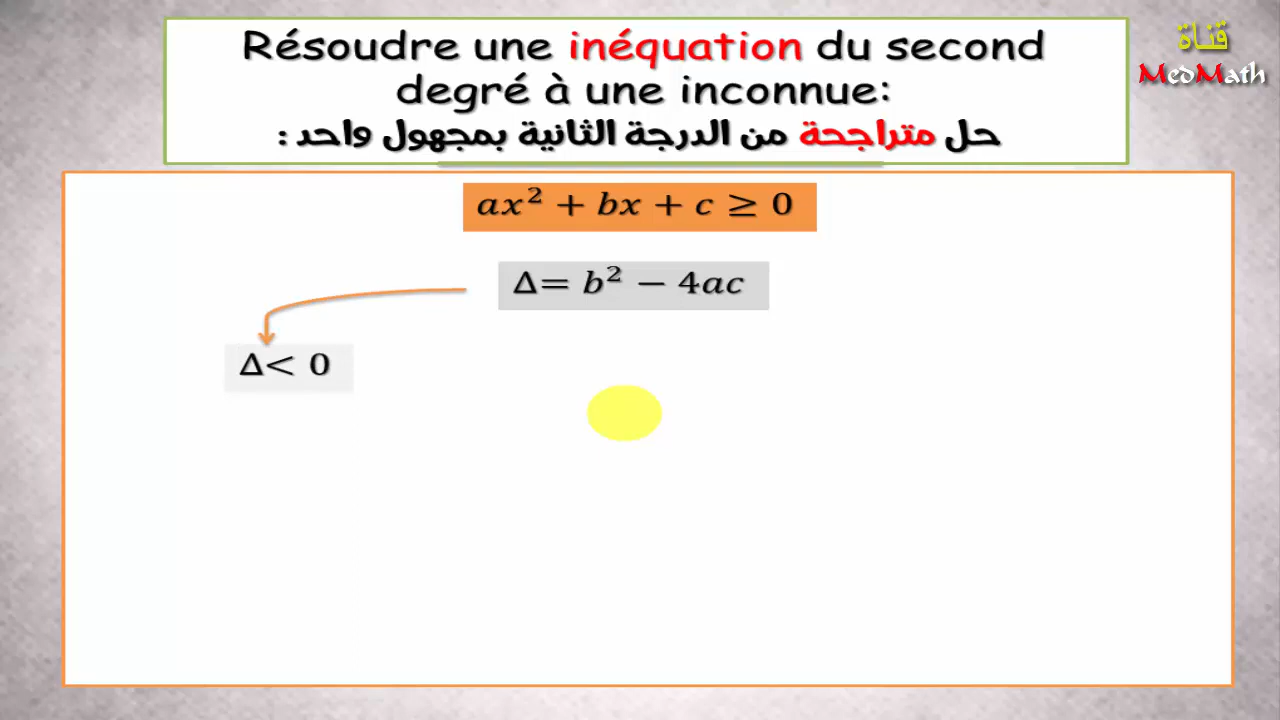 Résoudre une inéquation du second
degré à une inconnue:
حل متراجحة من الدرجة الثانية بمجهول واحد :
قناة
MedMath
ax² + bx + c ≥ 0
Δ= b² − 4ac
Δ< 0